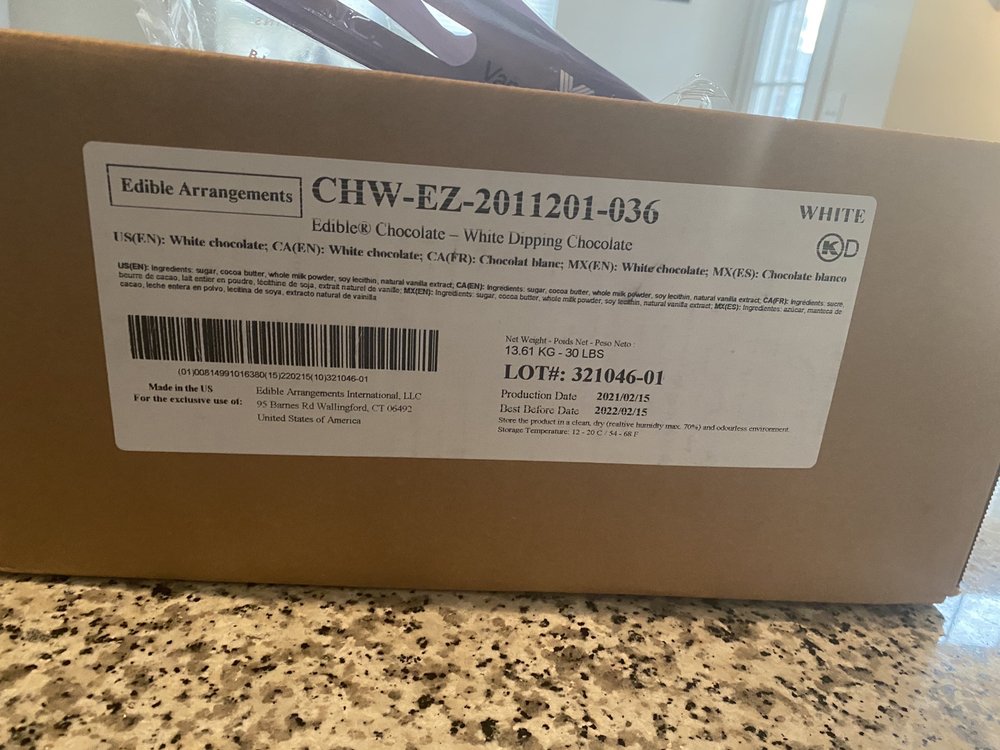 Edible Arrangements
CHW-EZ-2011201-036
WHITE
Edible® Chocolate – White Dipping Chocolate
KD
US(EN): White chocolate; CA(EN): White chocolate; CA(FR): Chocolat blanc; MX(EN): White chocolate; MX(ES): Chocolate blanco
US(EN): Ingredients: sugar, cocoa butter, whole milk powder, soy lecithin, natural vanilla extract; CA(EN): Ingredients: sugar, cocoa butter, whole milk powder, soy lecithin, natural vanilla extract; CA(FR): Ingrédients: sucre,
beurre de cacao, lait entier en poudre, lécithine de soja, extrait naturel de vanille; MX(EN): Ingredients: sugar, cocoa butter, whole milk powder, soy lecithin, natural vanilla extract; MX(ES): Ingredientes: azúcar, manteca de
cacao, leche entera en polvo, lecitina de soya, extracto natural de vainilla
(01)00814991016380(15)220215(10)321046-01
Made in the US
For the exclusive use of:
Edible Arrangements International, LLC
95 Barnes Rd Wallingford, CT 06492
United States of America
Net Weight - Poids Net - Peso Neto :
13.61 KG - 30 LBS
LOT#: 321046-01
Production Date 2021/02/15
Best Before Date 2022/02/15
Store the product in a clean, dry (realtive humidity max. 70%) and odourless environment.
Storage Temperature: 12 - 20 C / 54 - 68 F